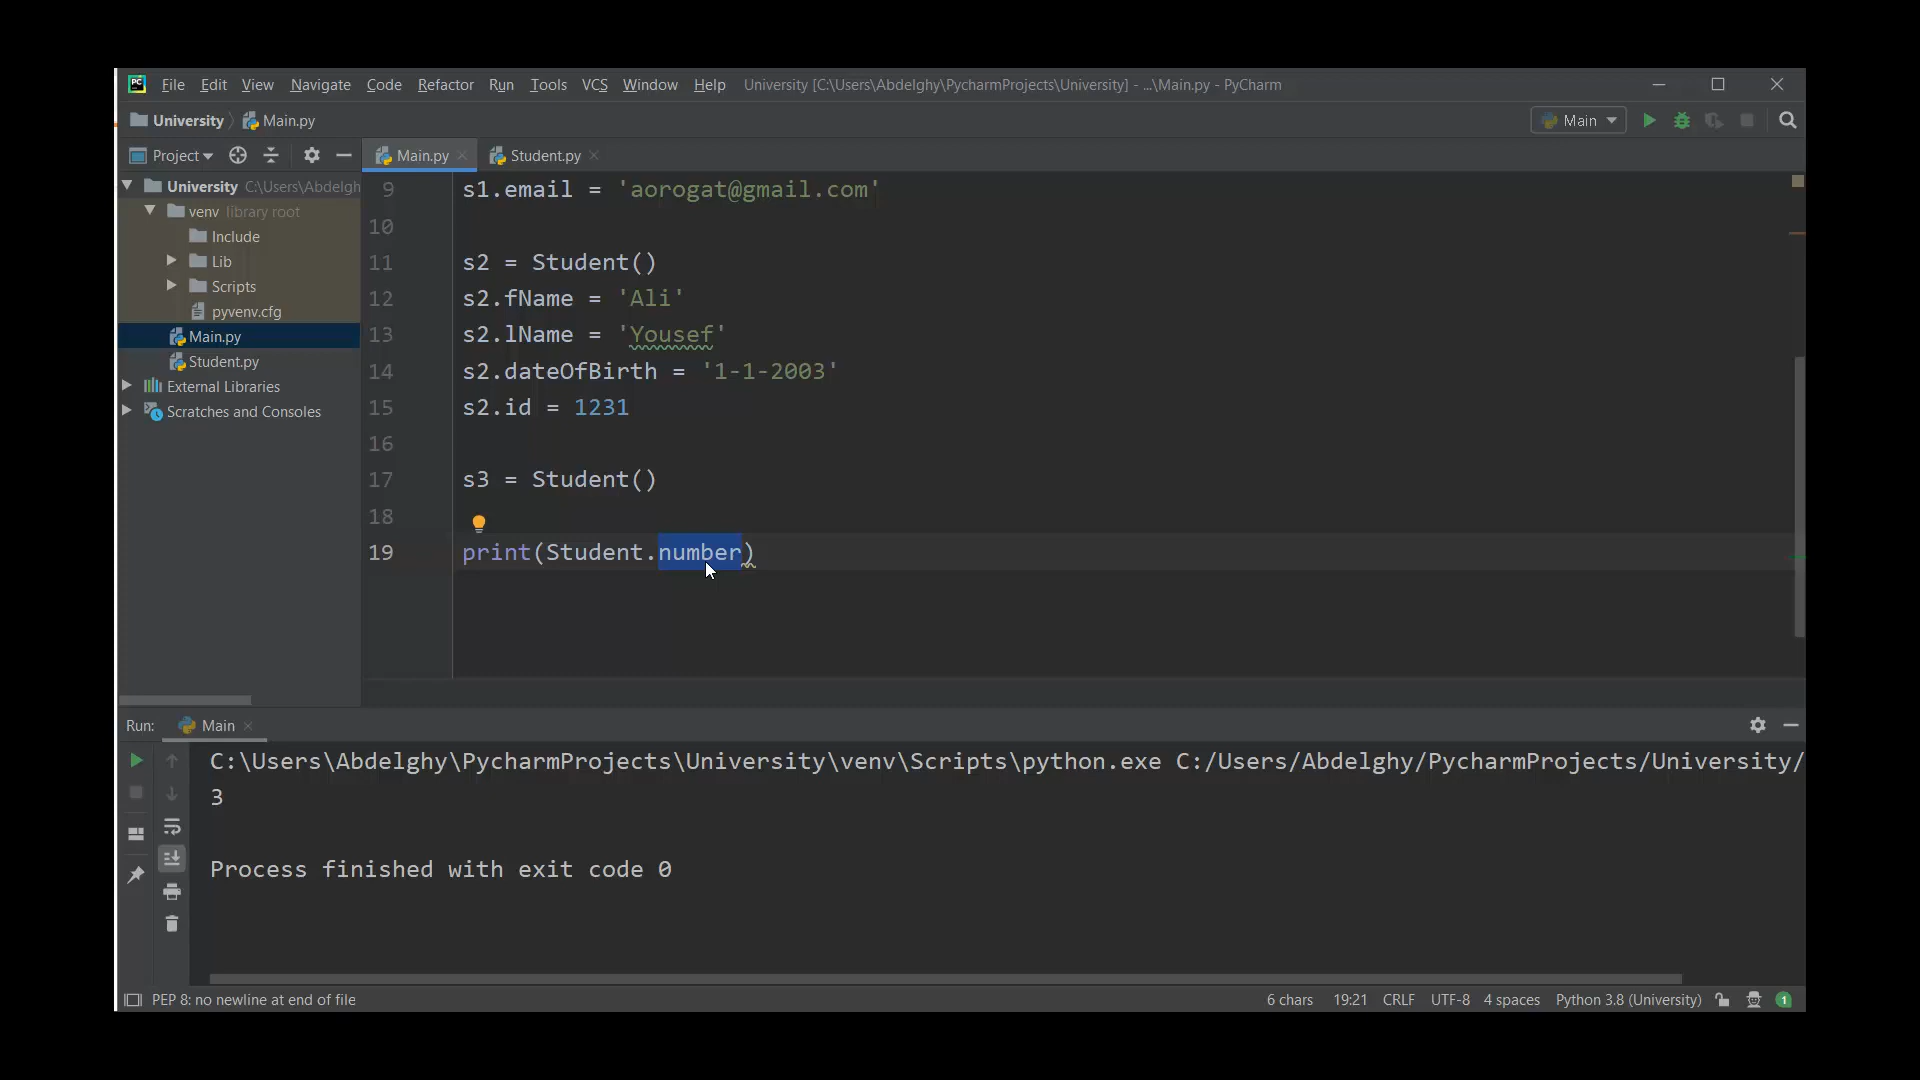 File Edit View Navigate Code Refactor Run Tools VCS Window Help University [C:\Users\Abdelghy\PycharmProjects\University] - ...\Main.py - PyCharm
University Main.py Main
Project Main.py Student.py
University C:\Users\Abdelgh
venv library root
Include
Lib
Scripts
pyvenv.cfg
Main.py
Student.py
External Libraries
Scratches and Consoles
9 s1.email = 'aorogat@gmail.com'
10
11 s2 = Student()
12 s2.fName = 'Ali'
13 s2.lName = 'Yousef'
14 s2.dateOfBirth = '1-1-2003'
15 s2.id = 1231
16
17 s3 = Student()
18
19 print(Student.number)
Run: Main
C:\Users\Abdelghy\PycharmProjects\University\venv\Scripts\python.exe C:/Users/Abdelghy/PycharmProjects/University/
3
Process finished with exit code 0
PEP 8: no newline at end of file 6 chars 19:21 CRLF UTF-8 4 spaces Python 3.8 (University) 1